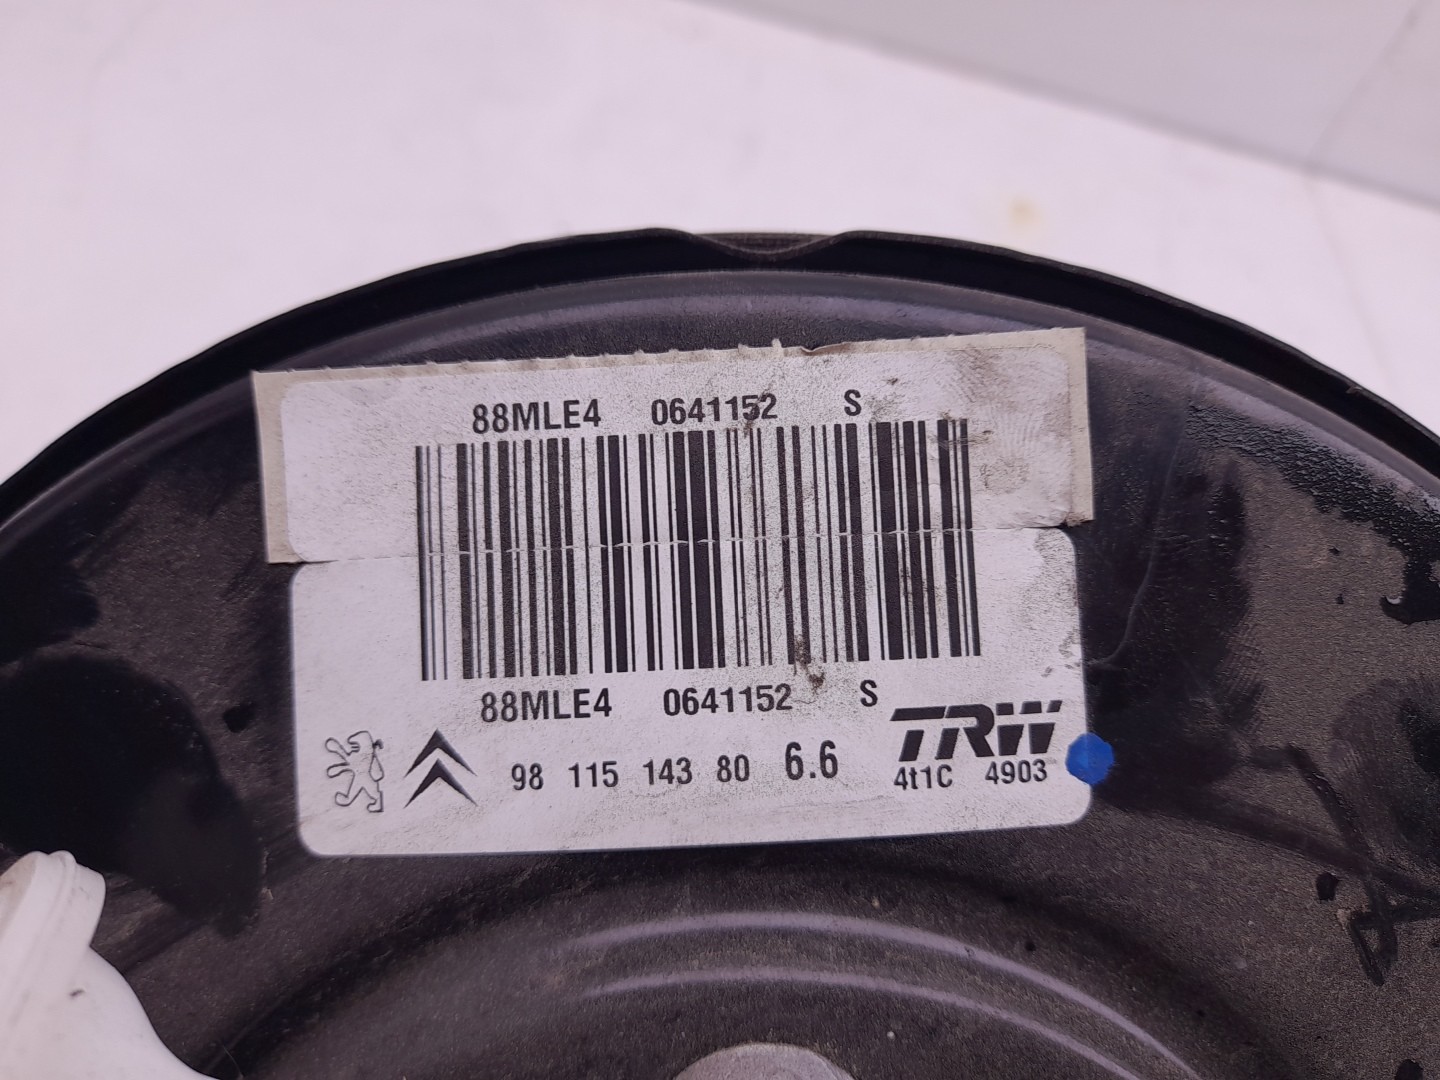 88MLE4 0641152 S
88MLE4 0641152 S
98 115 143 80 6.6 TRW
4t1C 4903